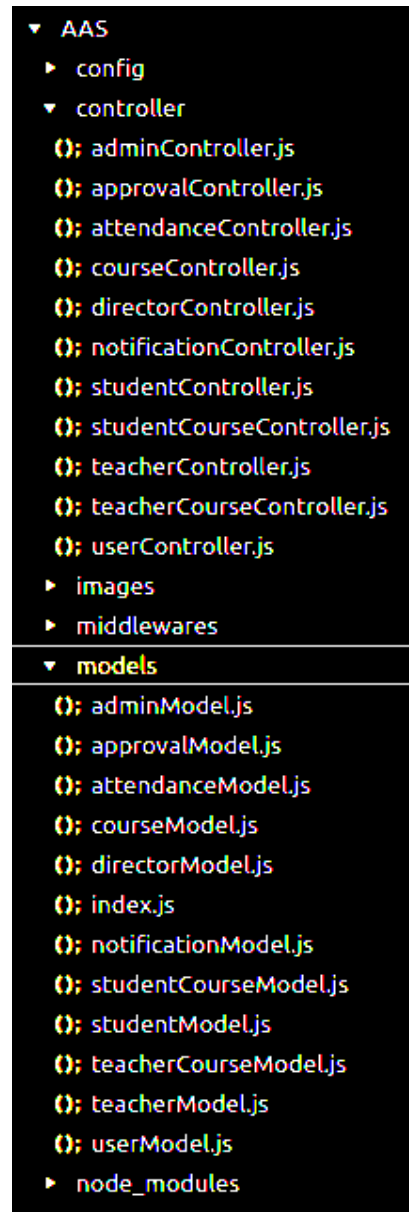 AAS
config
controller
(); adminController.js
(); approvalController.js
(); attendanceController.js
(); courseController.js
(); directorController.js
(); notificationController.js
(); studentController.js
(); studentCourseController.js
(); teacherController.js
(); teacherCourseController.js
(); userController.js
images
middlewares
models
(); adminModel.js
(); approvalModel.js
(); attendanceModel.js
(); courseModel.js
(); directorModel.js
(); index.js
(); notificationModel.js
(); studentCourseModel.js
(); studentModel.js
(); teacherCourseModel.js
(); teacherModel.js
(); userModel.js
node_modules